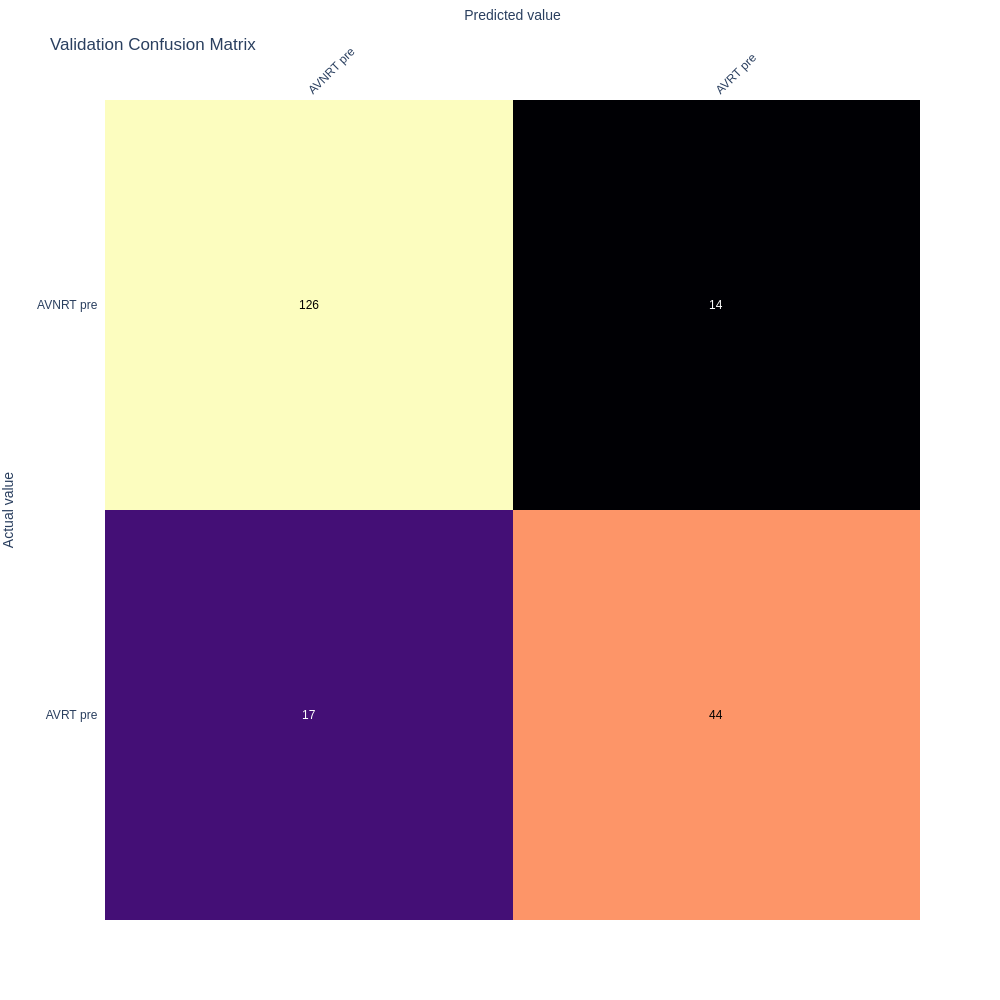 Predicted value
Validation Confusion Matrix
AVNRT pre
AVRT pre
AVNRT pre
126
14
Actual value
AVRT pre
17
44